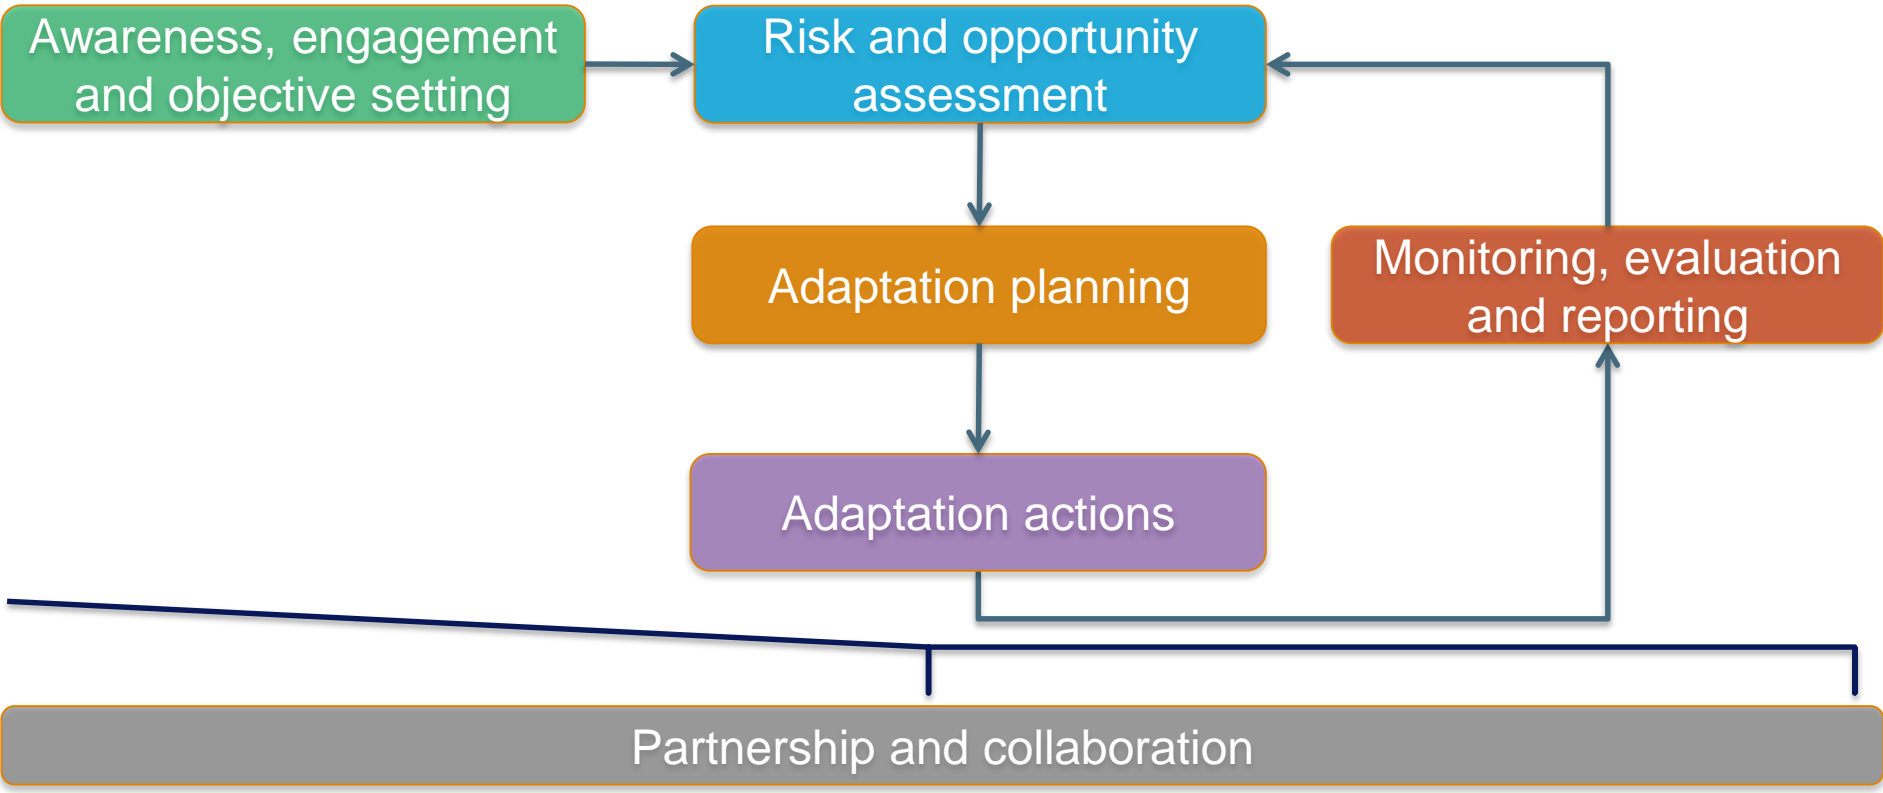 Awareness, engagement
and objective setting
Risk and opportunity
assessment
Adaptation planning
Monitoring, evaluation
and reporting
Adaptation actions
Partnership and collaboration